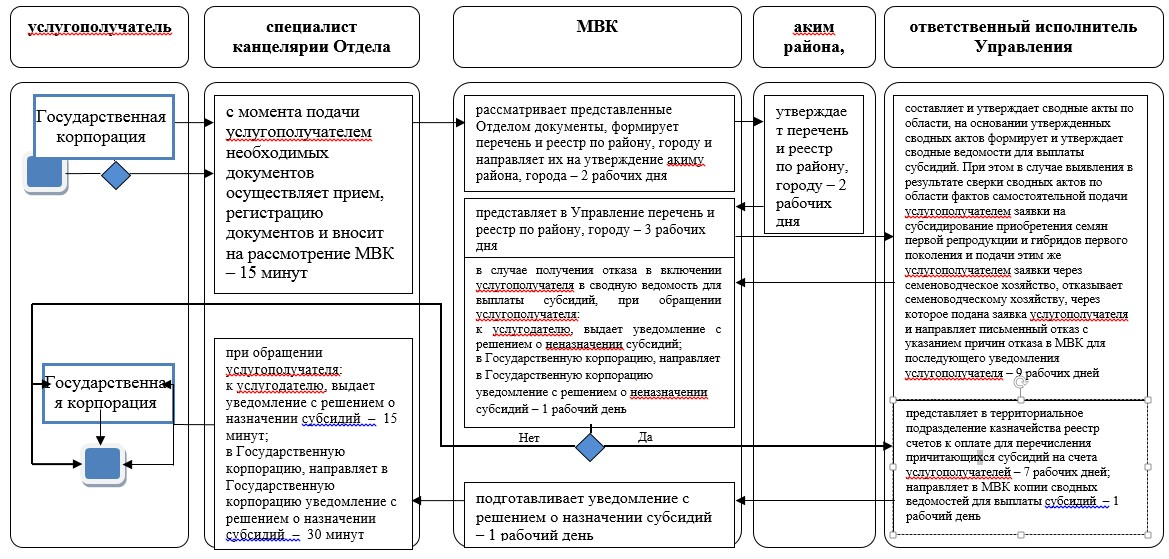 услугополучатель
специалист
канцелярии Отдела
МВК
аким
района,
ответственный исполнитель
Управления
Государственная
корпорация
с момента подачи
услугополучателем
необходимых
документов
осуществляет прием,
регистрацию
документов и вносит
на рассмотрение МВК
– 15 минут
рассматривает представленные
Отделом документы, формирует
перечень и реестр по району, городу и
направляет их на утверждение акиму
района, города – 2 рабочих дня
утверждае
т перечень
и реестр
по району,
городу – 2
рабочих
дня
составляет и утверждает сводные акты по
области, на основании утвержденных
сводных актов формирует и утверждает
сводные ведомости для выплаты
субсидий. При этом в случае выявления в
результате сверки сводных актов по
области фактов самостоятельной подачи
услугополучателем заявки на
субсидирование приобретения семян
первой репродукции и гибридов первого
поколения и подачи этим же
услугополучателем заявки через
семеноводческое хозяйство, отказывает
семеноводческому хозяйству, через
которое подана заявка услугополучателя
и направляет письменный отказ с
указанием причин отказа в МВК для
последующего уведомления
услугополучателя – 9 рабочих дней
представляет в Управление перечень и
реестр по району, городу – 3 рабочих
дня
в случае получения отказа в включении
услугополучателя в сводную ведомость для
выплаты субсидий, при обращении
услугополучателя:
к услугодателю, выдает уведомление с
решением о неназначении субсидий;
в Государственную корпорацию, направляет
в Государственную корпорацию
уведомление с решением о неназначении
субсидий – 1 рабочий день
Государственна
я корпорация
при обращении
услугополучателя:
к услугодателю, выдает
уведомление с решением о
назначении субсидий – 15
минут;
в Государственную
корпорацию, направляет в
Государственную
корпорацию уведомление с
решением о назначении
субсидий – 30 минут
Нет
Да
подготавливает уведомление с
решением о назначении субсидий
– 1 рабочий день
представляет в территориальное
подразделение казначейства реестр
счетов к оплате для перечисления
причитающихся субсидий на счета
услугополучателей – 7 рабочих дней;
направляет в МВК копии сводных
ведомостей для выплаты субсидий – 1
рабочий день